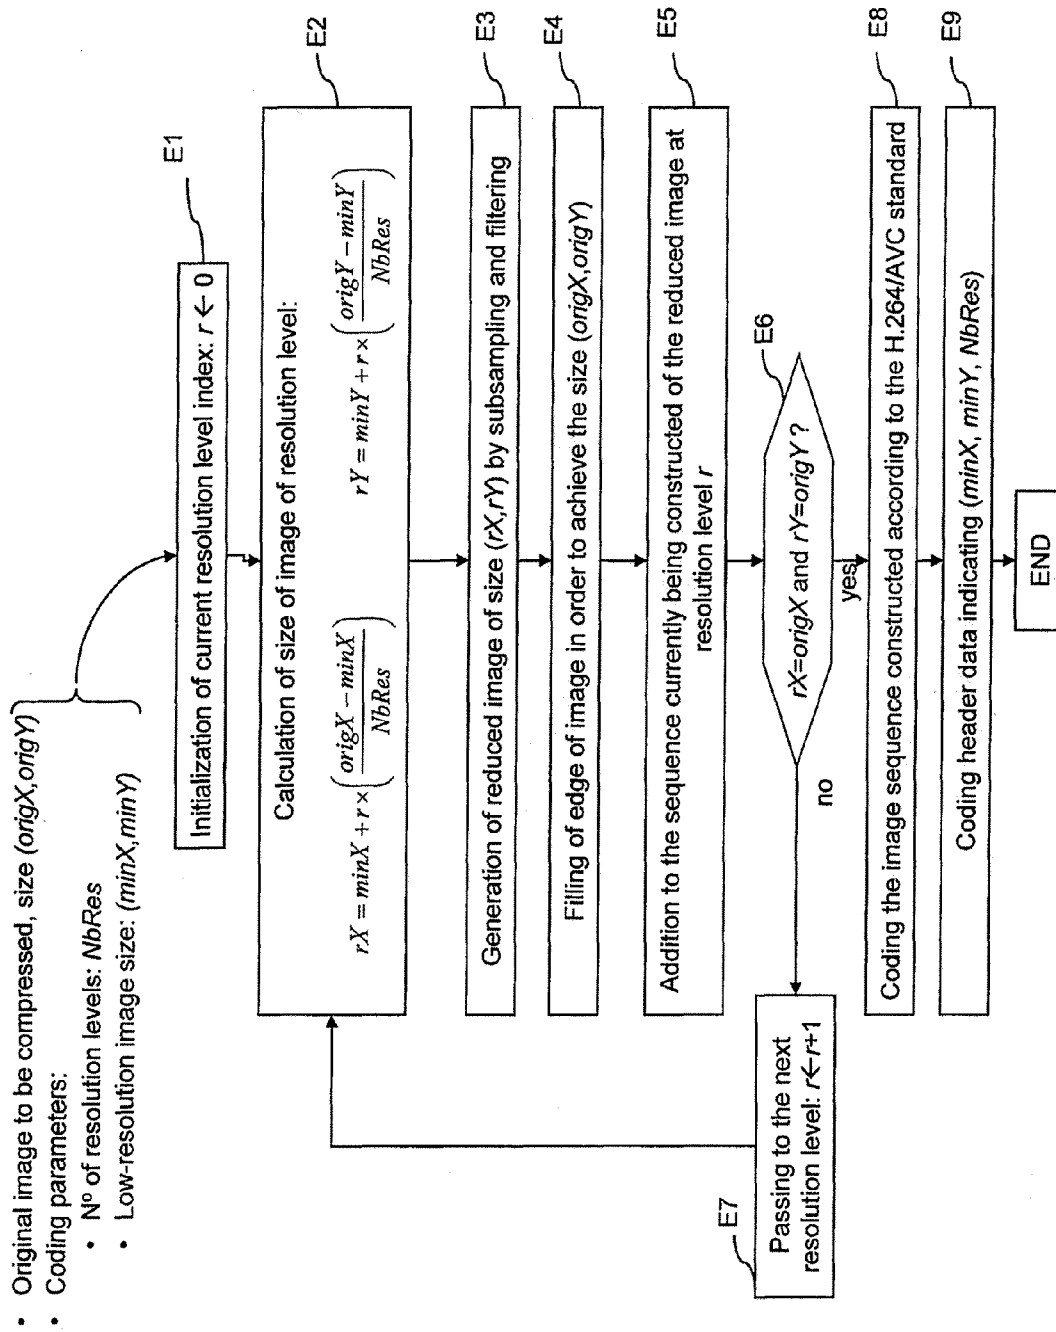 • Original image to be compressed, size (origX,origY)
• Coding parameters:
• Nº of resolution levels: NbRes
• Low-resolution image size: (minX,minY)
E1
Initialization of current resolution level index: r ← 0
E2
Calculation of size of image of resolution level:
rX = minX + r × (origX − minX / NbRes)
rY = minY + r × (origY − minY / NbRes)
E3
Generation of reduced image of size (rX,rY) by subsampling and filtering
E4
Filling of edge of image in order to achieve the size (origX,origY)
E5
Addition to the sequence currently being constructed of the reduced image at
resolution level r
E6
rX=origX and rY=origY ?
no
yes
E7
Passing to the next
resolution level: r←r+1
E8
Coding the image sequence constructed according to the H.264/AVC standard
E9
Coding header data indicating (minX, minY, NbRes)
END